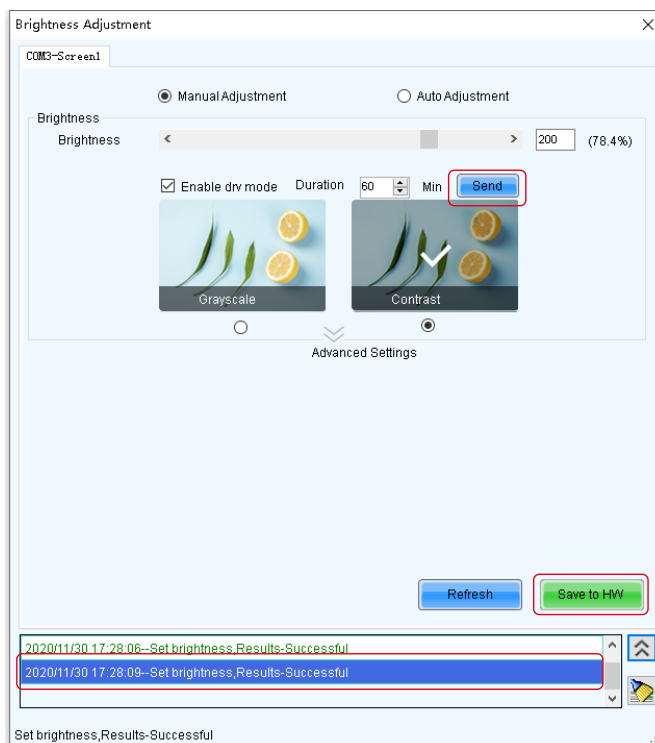 Brightness Adjustment
COM3-Screen1
Manual Adjustment Auto Adjustment
Brightness
Brightness 200 (78.4%)
Enable drv mode Duration 60 Min Send
Grayscale Contrast
Advanced Settings
Refresh Save to HW
2020/11/30 17:28:06--Set brightness,Results-Successful
2020/11/30 17:28:09--Set brightness,Results-Successful
Set brightness,Results-Successful